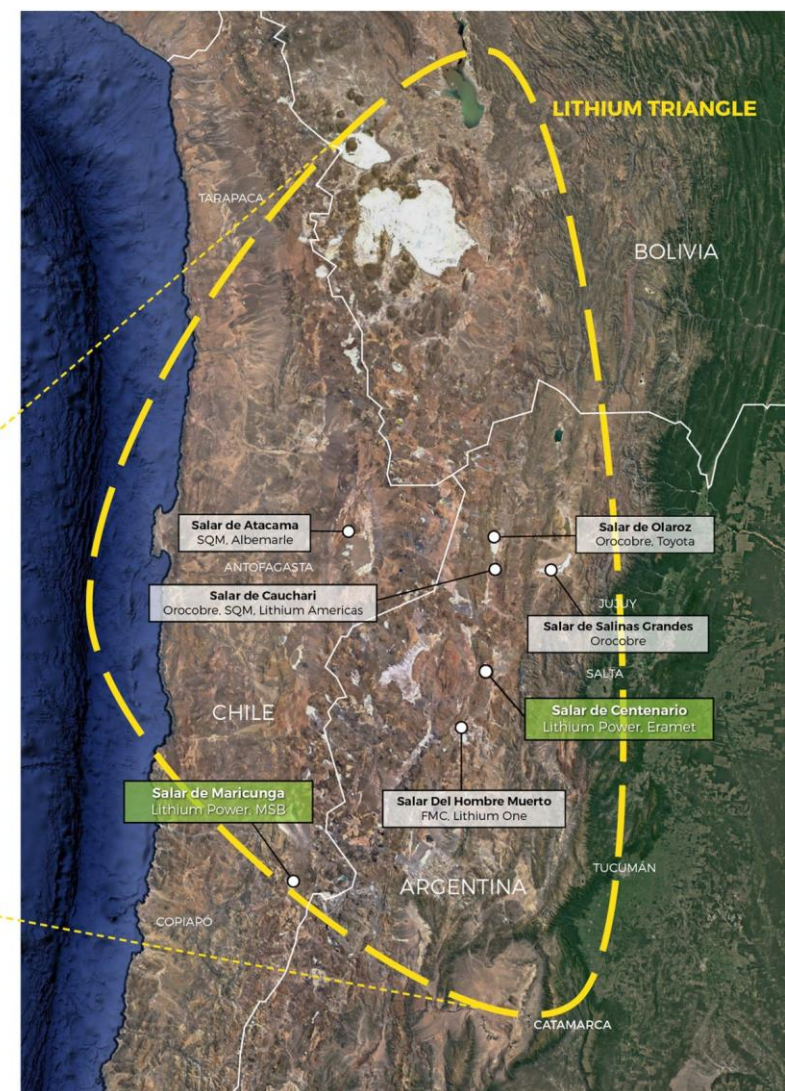 LITHIUM TRIANGLE
TARAPACA
BOLIVIA
Salar de Atacama
SQM, Albemarle
Salar de Olaroz
Orocobre, Toyota
ANTOFAGASTA
Salar de Cauchari
Orocobre, SQM, Lithium Americas
JUJUY
Salar de Salinas Grandes
Orocobre
SALTA
CHILE
Salar de Centenario
Lithium Power, Eramet
Salar de Maricunga
Lithium Power, MSB
Salar Del Hombre Muerto
FMC, Lithium One
TUCUMÁN
ARGENTINA
COPIAPÓ
CATAMARCA